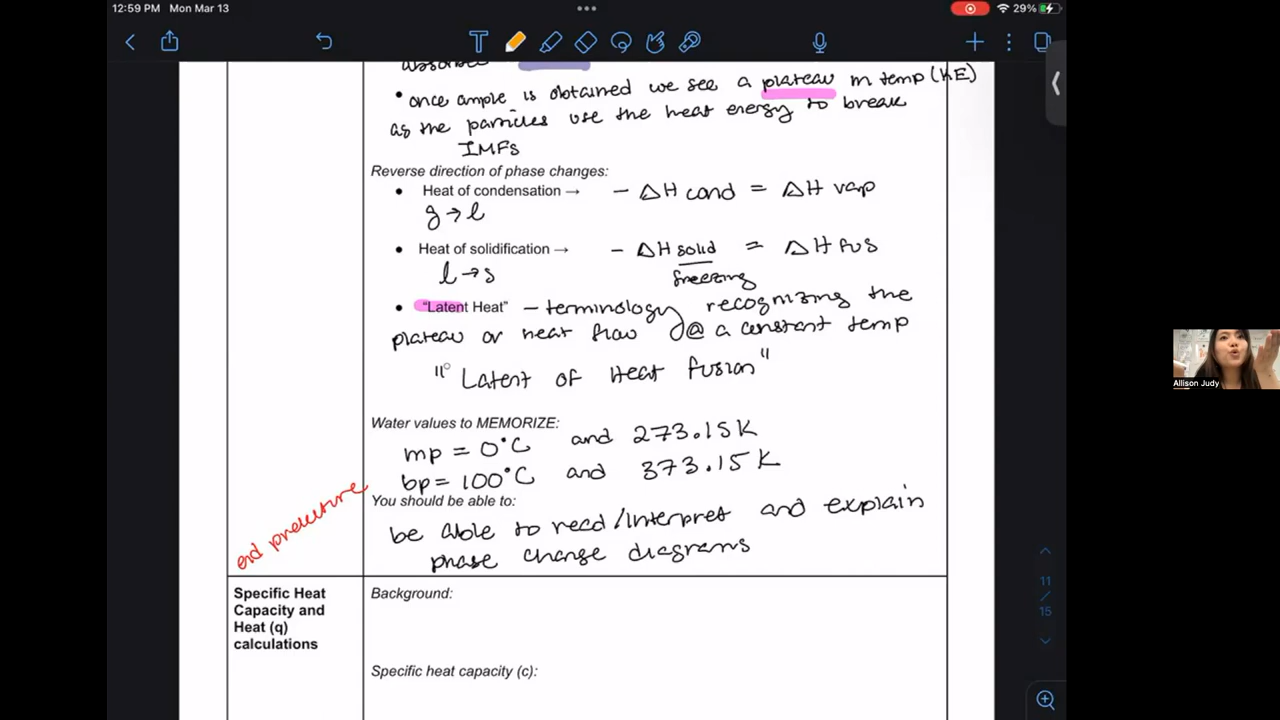 12:59 PM Mon Mar 13
29%
absorbed
• once ample is obtained we see a plateau in temp (KE)
as the particles use the heat energy to break
IMFs
Reverse direction of phase changes:
• Heat of condensation → - ΔH cond = ΔH vap
g → l
• Heat of solidification → - ΔH solid = ΔH fus
l → s freezing
• "Latent Heat" - terminology recognizing the
plateau or heat flow @ a constant temp
"Latent of Heat fusion"
Water values to MEMORIZE:
mp = 0°C and 273.15K
bp = 100°C and 373.15 K
You should be able to:
be able to read/interpret and explain
phase change diagrams
end prelecture
Specific Heat
Capacity and
Heat (q)
calculations
Background:
Specific heat capacity (c):
11
/
15
Allison Judy